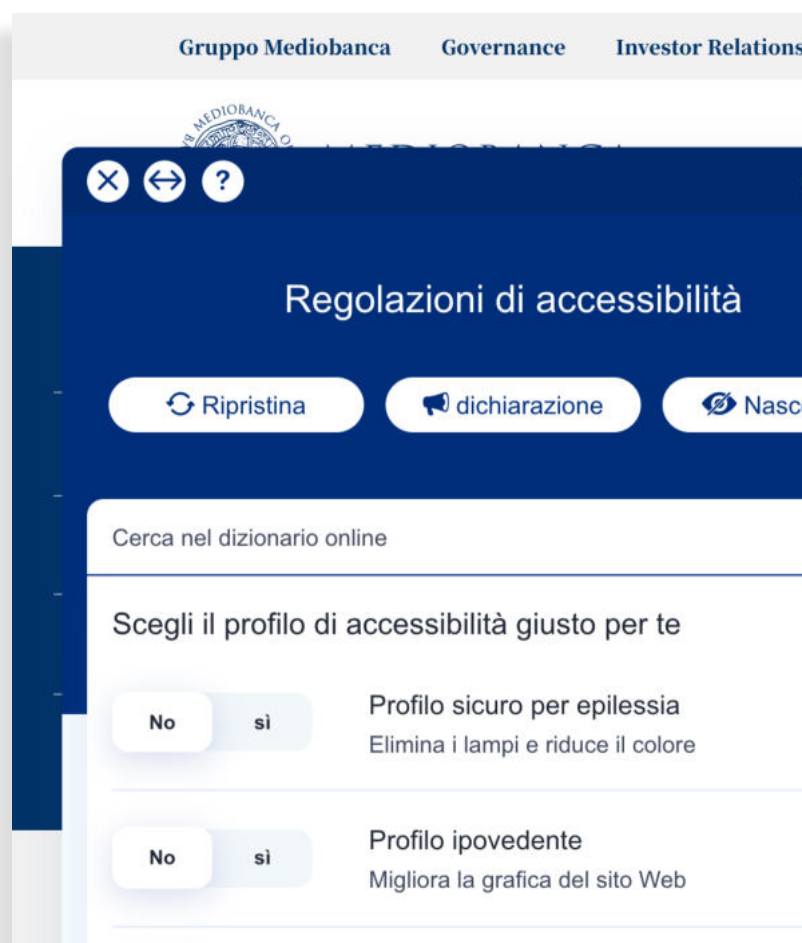 Gruppo Mediobanca Governance Investor Relations
MEDIOBANCA
MEDIOBANCA
Regolazioni di accessibilità
Ripristina dichiarazione
Cerca nel dizionario online
Scegli il profilo di accessibilità giusto per te
No sì Profilo sicuro per epilessia
Elimina i lampi e riduce il colore
No sì Profilo ipovedente
Migliora la grafica del sito Web